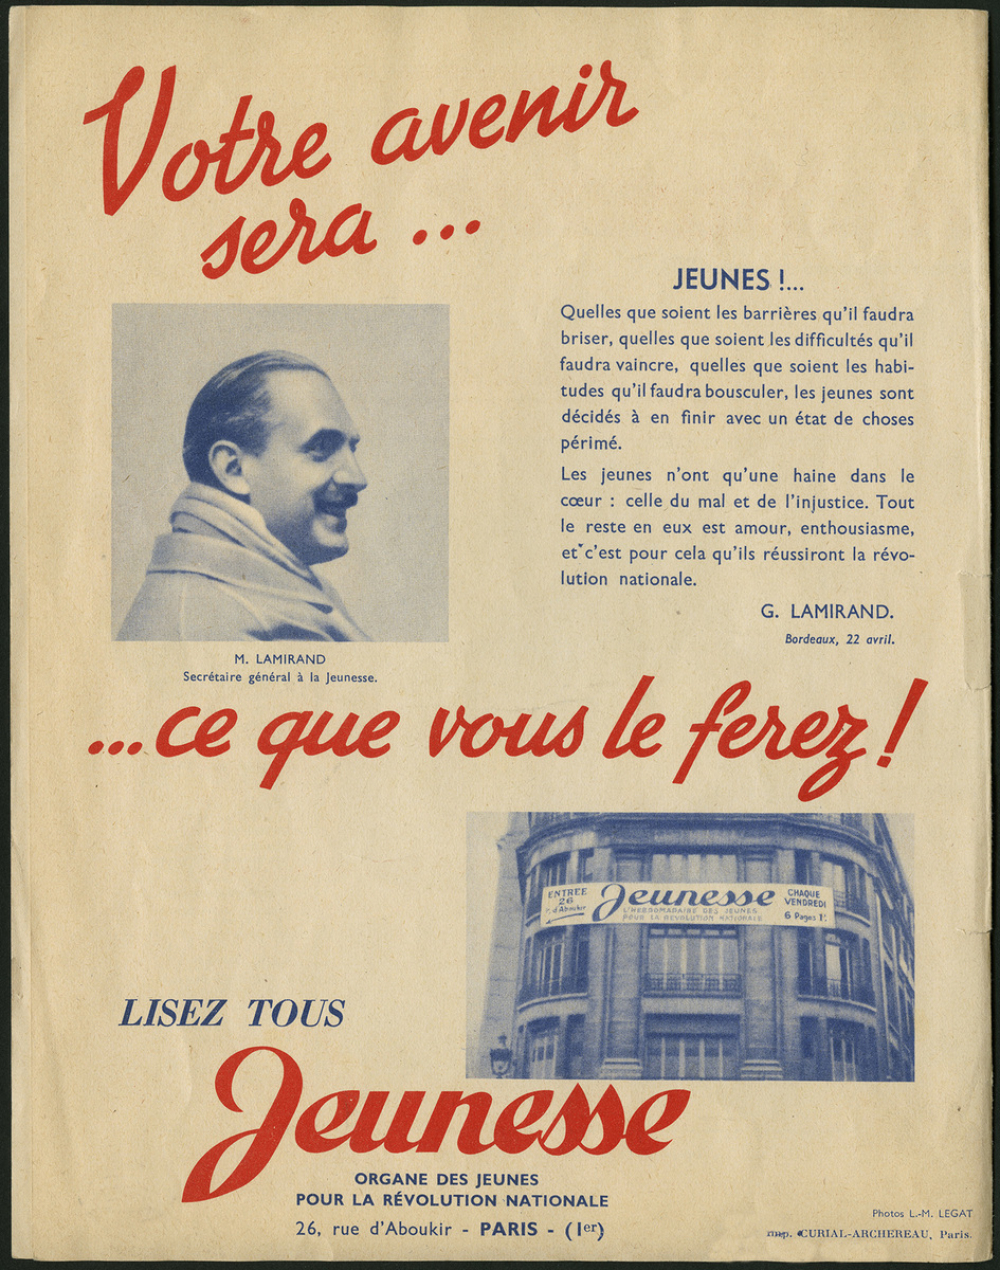 Votre avenir
sera ...
JEUNES !...
Quelles que soient les barrières qu'il faudra
briser, quelles que soient les difficultés qu'il
faudra vaincre, quelles que soient les habi-
tudes qu'il faudra bousculer, les jeunes sont
décidés à en finir avec un état de choses
périmé.
Les jeunes n'ont qu'une haine dans le
cœur : celle du mal et de l'injustice. Tout
le reste en eux est amour, enthousiasme,
et c'est pour cela qu'ils réussiront la révo-
lution nationale.
G. LAMIRAND.
Bordeaux, 22 avril.
M. LAMIRAND
Secrétaire général à la Jeunesse.
...ce que vous le ferez !
ENTRÉE
26
r. d'Aboukir
Jeunesse
L'HEBDOMADAIRE DES JEUNES
POUR LA RÉVOLUTION NATIONALE
CHAQUE
VENDREDI
6 Pages 1F.
LISEZ TOUS
Jeunesse
ORGANE DES JEUNES
POUR LA RÉVOLUTION NATIONALE
26, rue d'Aboukir - PARIS - (1er)
Photos L.-M. LEGAT
Imp. CURIAL-ARCHEREAU, Paris.